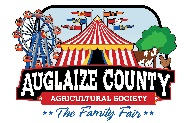 AUGLAIZE COUNTY
AGRICULTURAL SOCIETY
The Family Fair